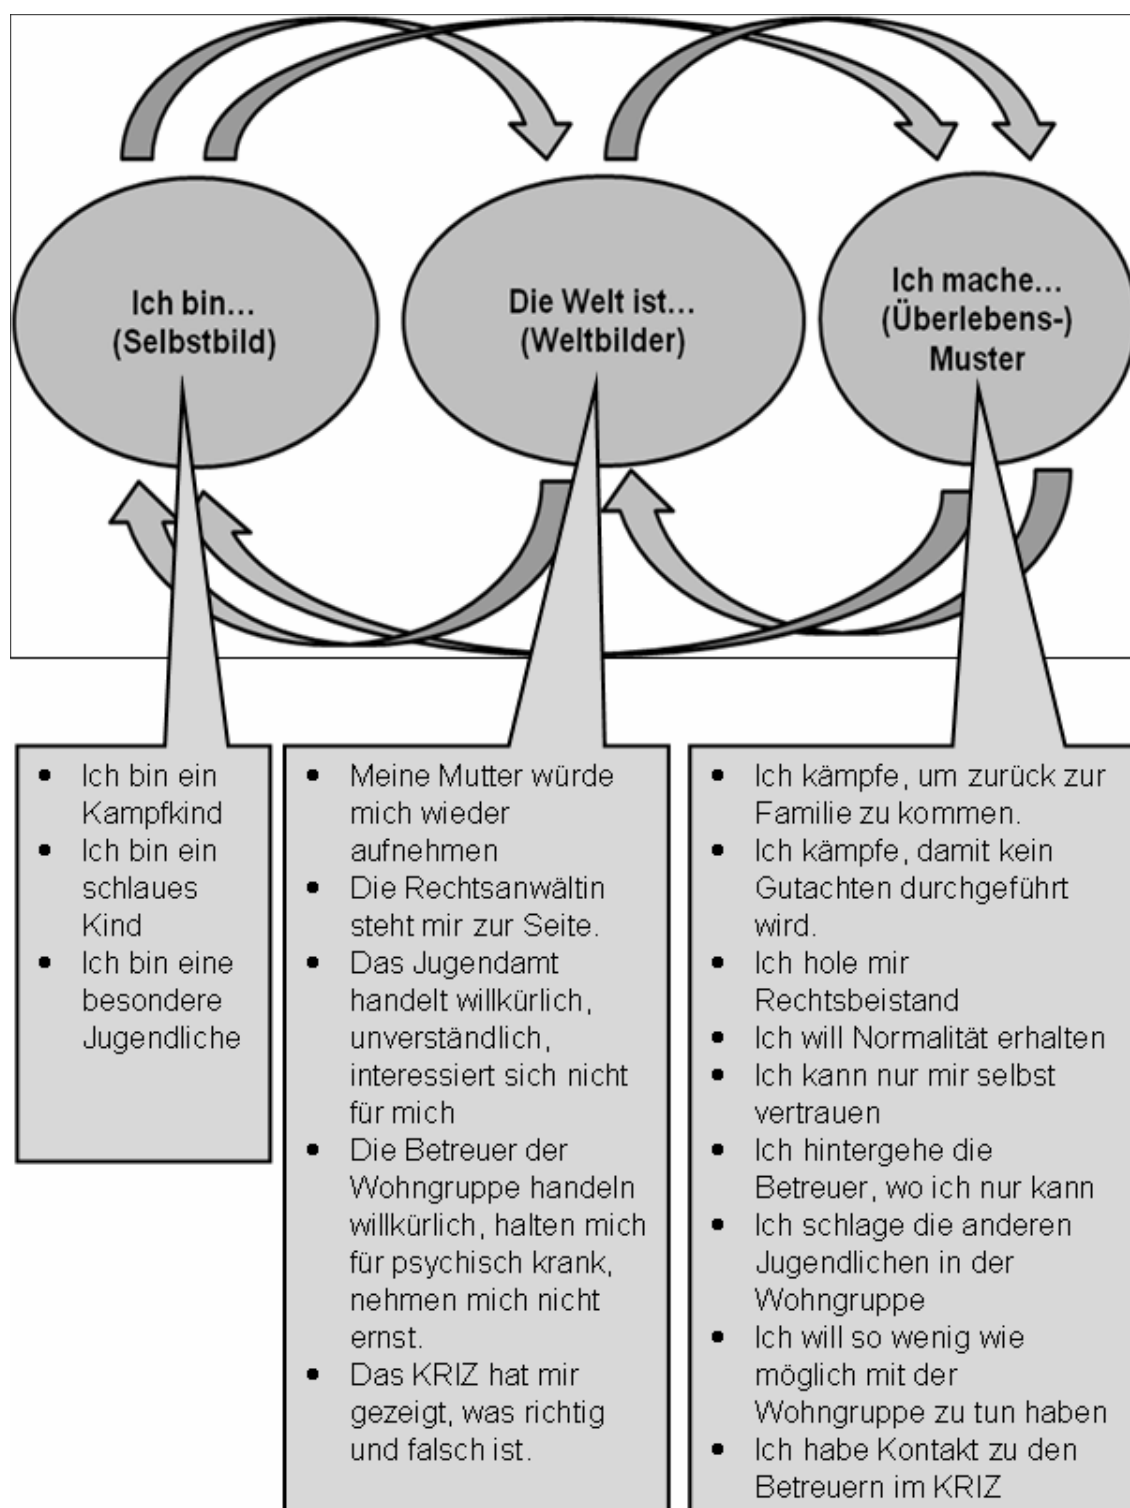 Ich bin…
(Selbstbild)
Die Welt ist…
(Weltbilder)
Ich mache…
(Überlebens-)
Muster
• Ich bin ein
Kampfkind
• Ich bin ein
schlaues
Kind
• Ich bin eine
besondere
Jugendliche
• Meine Mutter würde
mich wieder
aufnehmen
• Die Rechtsanwältin
steht mir zur Seite.
• Das Jugendamt
handelt willkürlich,
unverständlich,
interessiert sich nicht
für mich
• Die Betreuer der
Wohngruppe handeln
willkürlich, halten mich
für psychisch krank,
nehmen mich nicht
ernst.
• Das KRIZ hat mir
gezeigt, was richtig
und falsch ist.
• Ich kämpfe, um zurück zur
Familie zu kommen.
• Ich kämpfe, damit kein
Gutachten durchgeführt
wird.
• Ich hole mir
Rechtsbeistand
• Ich will Normalität erhalten
• Ich kann nur mir selbst
vertrauen
• Ich hintergehe die
Betreuer, wo ich nur kann
• Ich schlage die anderen
Jugendlichen in der
Wohngruppe
• Ich will so wenig wie
möglich mit der
Wohngruppe zu tun haben
• Ich habe Kontakt zu den
Betreuern im KRIZ